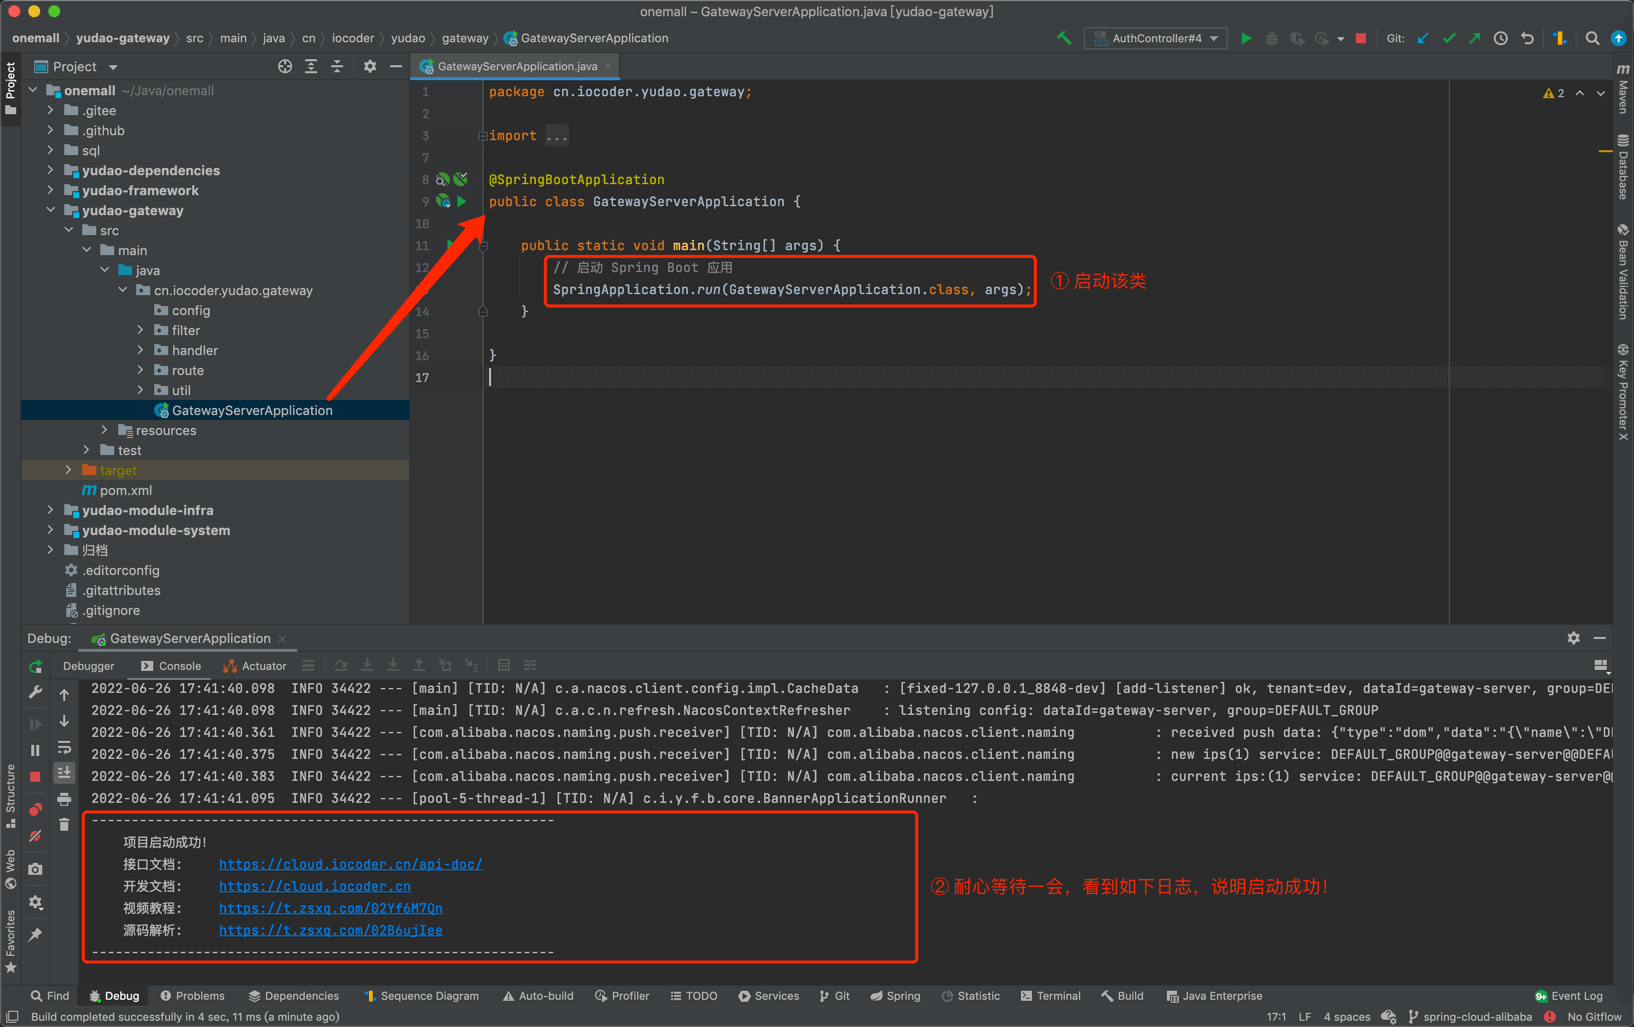 onemall – GatewayServerApplication.java [yudao-gateway]
onemall yudao-gateway src main java cn iocoder yudao gateway GatewayServerApplication
AuthController#4
Git:
Project
GatewayServerApplication.java
onemall ~/Java/onemall
.gitee
.github
sql
yudao-dependencies
yudao-framework
yudao-gateway
src
main
java
cn.iocoder.yudao.gateway
config
filter
handler
route
util
GatewayServerApplication
resources
test
target
pom.xml
yudao-module-infra
yudao-module-system
归档
.editorconfig
.gitattributes
.gitignore
1 package cn.iocoder.yudao.gateway;
2
3 import ...
7
8 @SpringBootApplication
9 public class GatewayServerApplication {
10
11 public static void main(String[] args) {
12 // 启动 Spring Boot 应用
SpringApplication.run(GatewayServerApplication.class, args);
14 }
15
16 }
17
2
① 启动该类
Project
Structure
Web
Favorites
Maven
Database
Bean Validation
Key Promoter X
Debug: GatewayServerApplication
Debugger Console Actuator
2022-06-26 17:41:40.098 INFO 34422 --- [main] [TID: N/A] c.a.nacos.client.config.impl.CacheData : [fixed-127.0.0.1_8848-dev] [add-listener] ok, tenant=dev, dataId=gateway-server, group=DE
2022-06-26 17:41:40.098 INFO 34422 --- [main] [TID: N/A] c.a.c.n.refresh.NacosContextRefresher : listening config: dataId=gateway-server, group=DEFAULT_GROUP
2022-06-26 17:41:40.361 INFO 34422 --- [com.alibaba.nacos.naming.push.receiver] [TID: N/A] com.alibaba.nacos.client.naming : received push data: {"type":"dom","data":"{\"name\":\"D
2022-06-26 17:41:40.375 INFO 34422 --- [com.alibaba.nacos.naming.push.receiver] [TID: N/A] com.alibaba.nacos.client.naming : new ips(1) service: DEFAULT_GROUP@@gateway-server@@DEFA
2022-06-26 17:41:40.383 INFO 34422 --- [com.alibaba.nacos.naming.push.receiver] [TID: N/A] com.alibaba.nacos.client.naming : current ips:(1) service: DEFAULT_GROUP@@gateway-server@
2022-06-26 17:41:41.095 INFO 34422 --- [pool-5-thread-1] [TID: N/A] c.i.y.f.b.core.BannerApplicationRunner :
----------------------------------------------------------
项目启动成功！
接口文档: https://cloud.iocoder.cn/api-doc/
开发文档: https://cloud.iocoder.cn
视频教程: https://t.zsxq.com/02Yf6M7Qn
源码解析: https://t.zsxq.com/02B6ujIee
----------------------------------------------------------
② 耐心等待一会，看到如下日志，说明启动成功！
Find Debug Problems Dependencies Sequence Diagram Auto-build Profiler TODO Services Git Spring Statistic Terminal Build Java Enterprise 9+ Event Log
Build completed successfully in 4 sec, 11 ms (a minute ago) 17:1 LF 4 spaces spring-cloud-alibaba No Gitflow